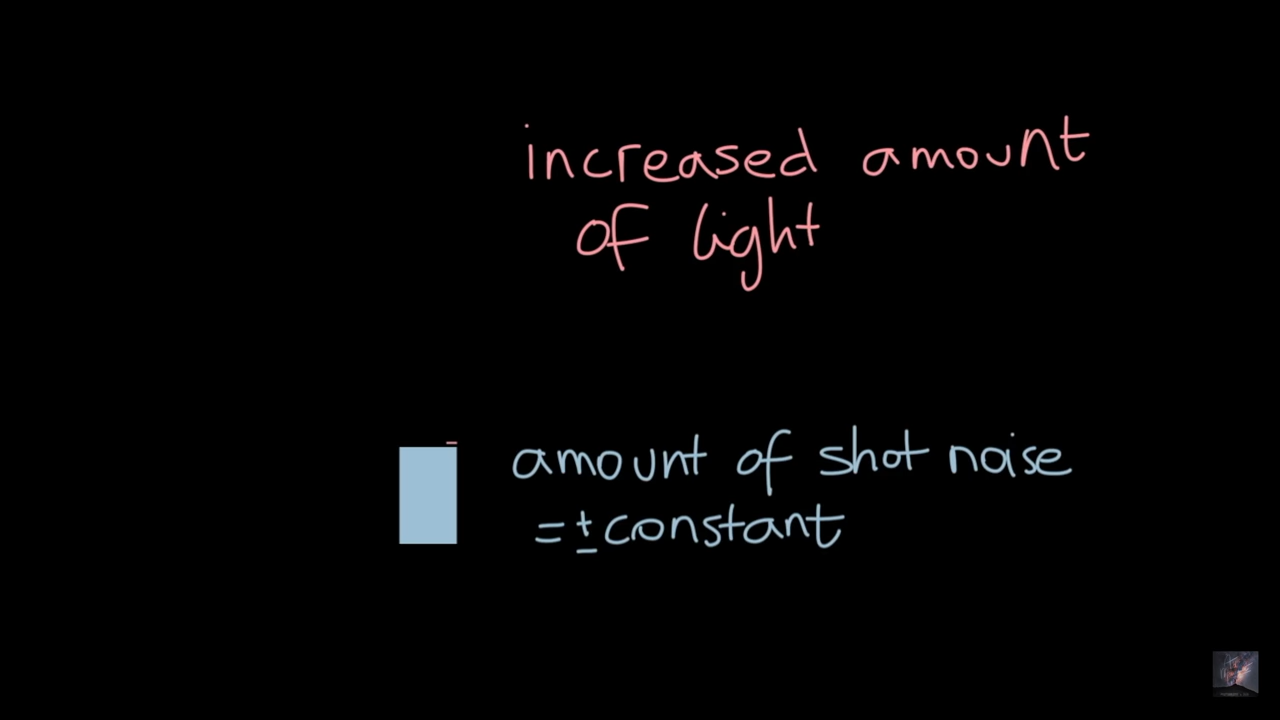 increased amount
of light
amount of shot noise
= ± constant